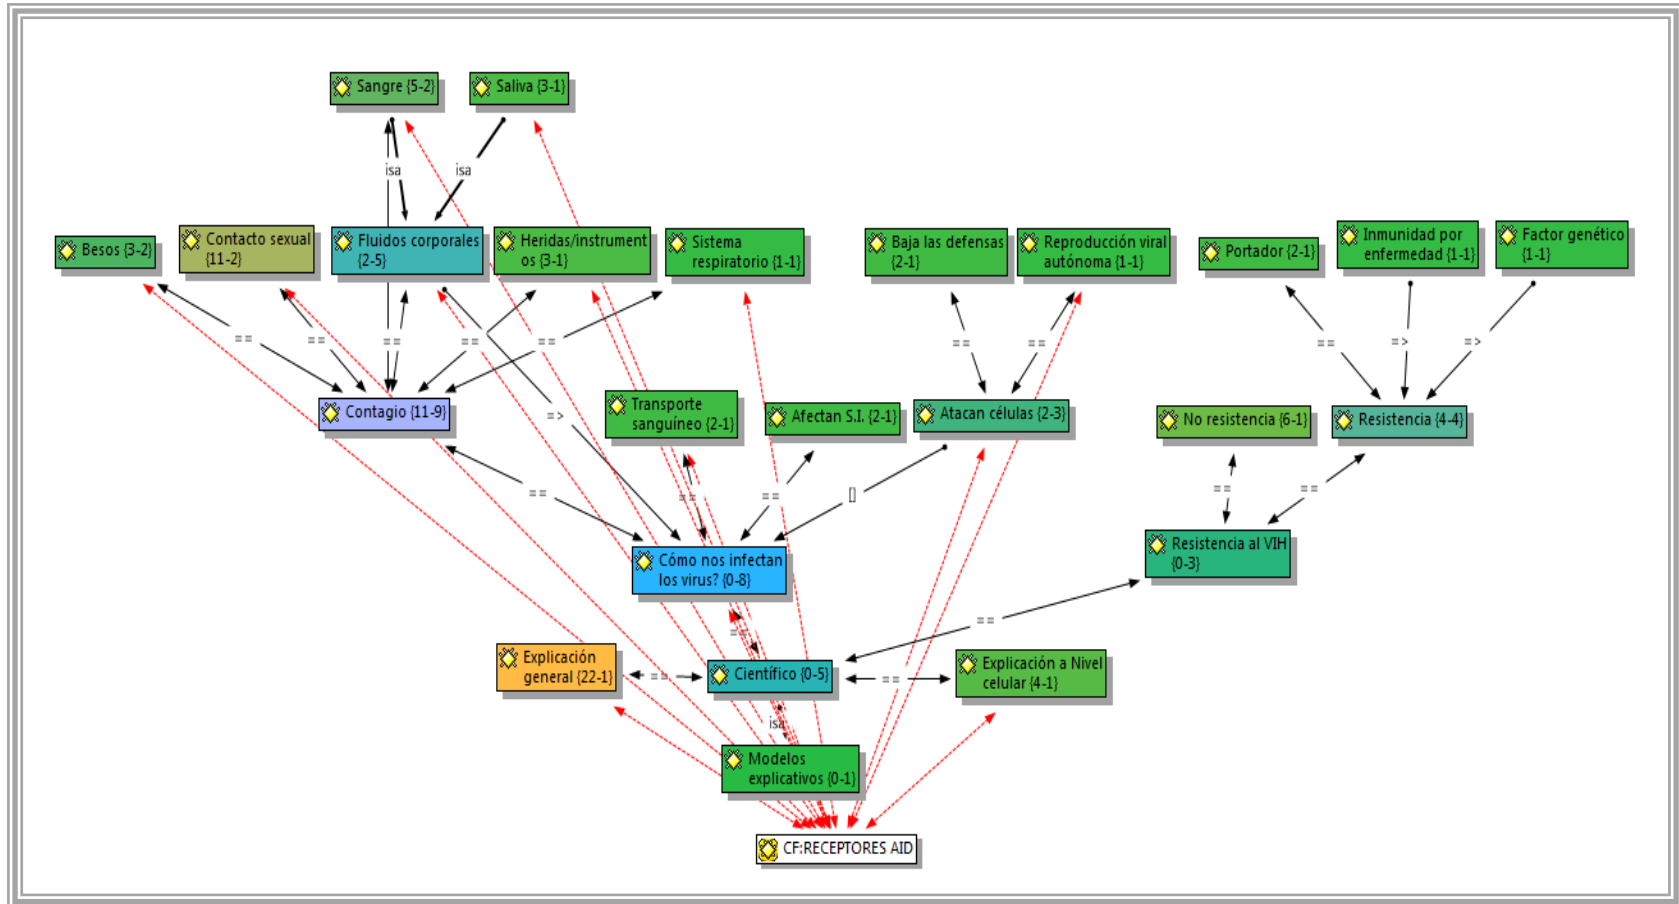 Sangre {5-2}
Saliva {3-1}
isa
isa
Besos {3-2}
Contacto sexual
{11-2}
Fluidos corporales
{2-5}
Heridas/instrument
os {3-1}
Sistema
respiratorio {1-1}
Baja las defensas
{2-1}
Reproducción viral
autónoma {1-1}
Portador {2-1}
Inmunidad por
enfermedad {1-1}
Factor genético
{1-1}
==
==
==
==
==
==
==
==
=>
=>
Contagio {11-9}
=>
Transporte
sanguíneo {2-1}
Afectan S.I. {2-1}
Atacan células {2-3}
No resistencia {6-1}
Resistencia {4-4}
==
==
==
[]
==
==
Cómo nos infectan
los virus? {0-8}
Resistencia al VIH
{0-3}
==
==
Explicación
general {22-1}
==
Científico {0-5}
==
Explicación a Nivel
celular {4-1}
isa
Modelos
explicativos {0-1}
CF:RECEPTORES AID